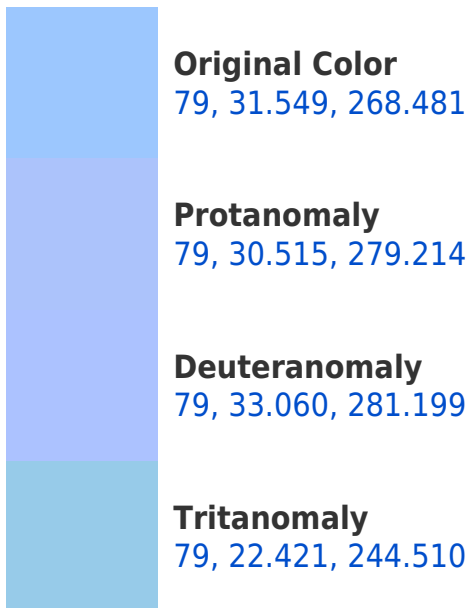 Original Color
79, 31.549, 268.481
Protanomaly
79, 30.515, 279.214
Deuteranomaly
79, 33.060, 281.199
Tritanomaly
79, 22.421, 244.510